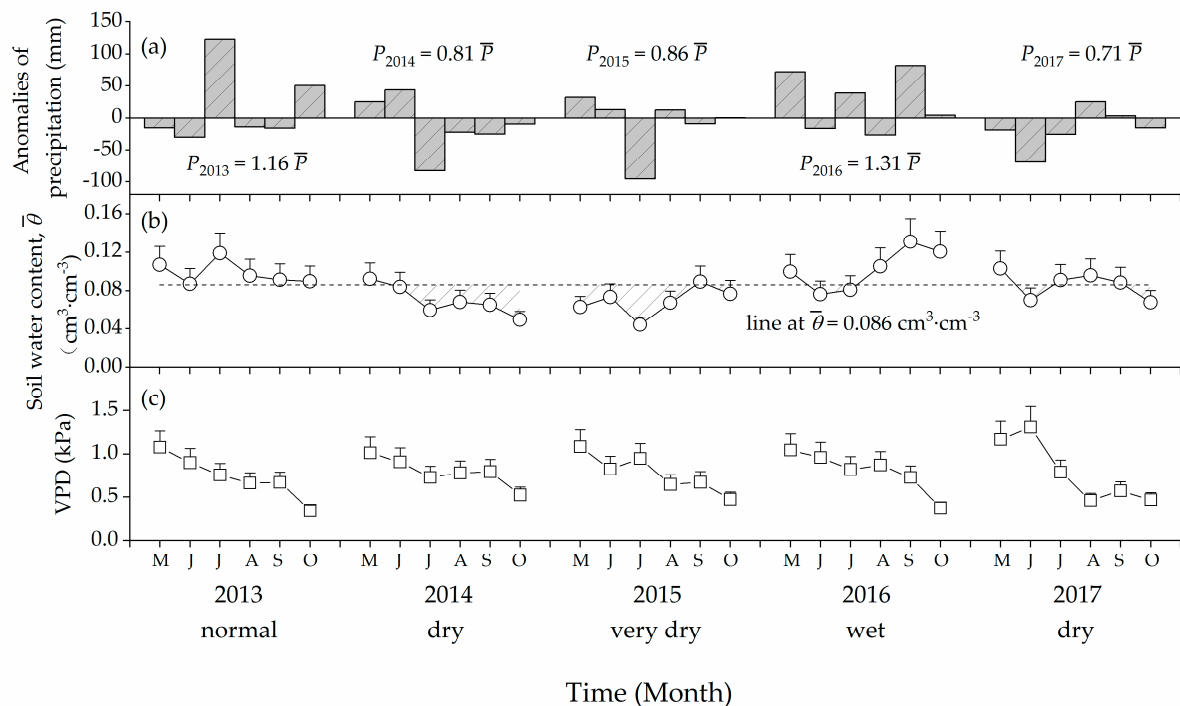 Anomalies of
precipitation (mm)
150
100
50
0
-50
-100
(a)
P2013 = 1.16 P̅
P2014 = 0.81 P̅
P2015 = 0.86 P̅
P2016 = 1.31 P̅
P2017 = 0.71 P̅
Soil water content, θ̅
(cm³·cm⁻³)
0.16
0.12
0.08
0.04
0.00
(b)
line at θ̅ = 0.086 cm³·cm⁻³
VPD (kPa)
1.5
1.0
0.5
0.0
(c)
M J J A S O M J J A S O M J J A S O M J J A S O M J J A S O
2013 2014 2015 2016 2017
normal dry very dry wet dry
Time (Month)